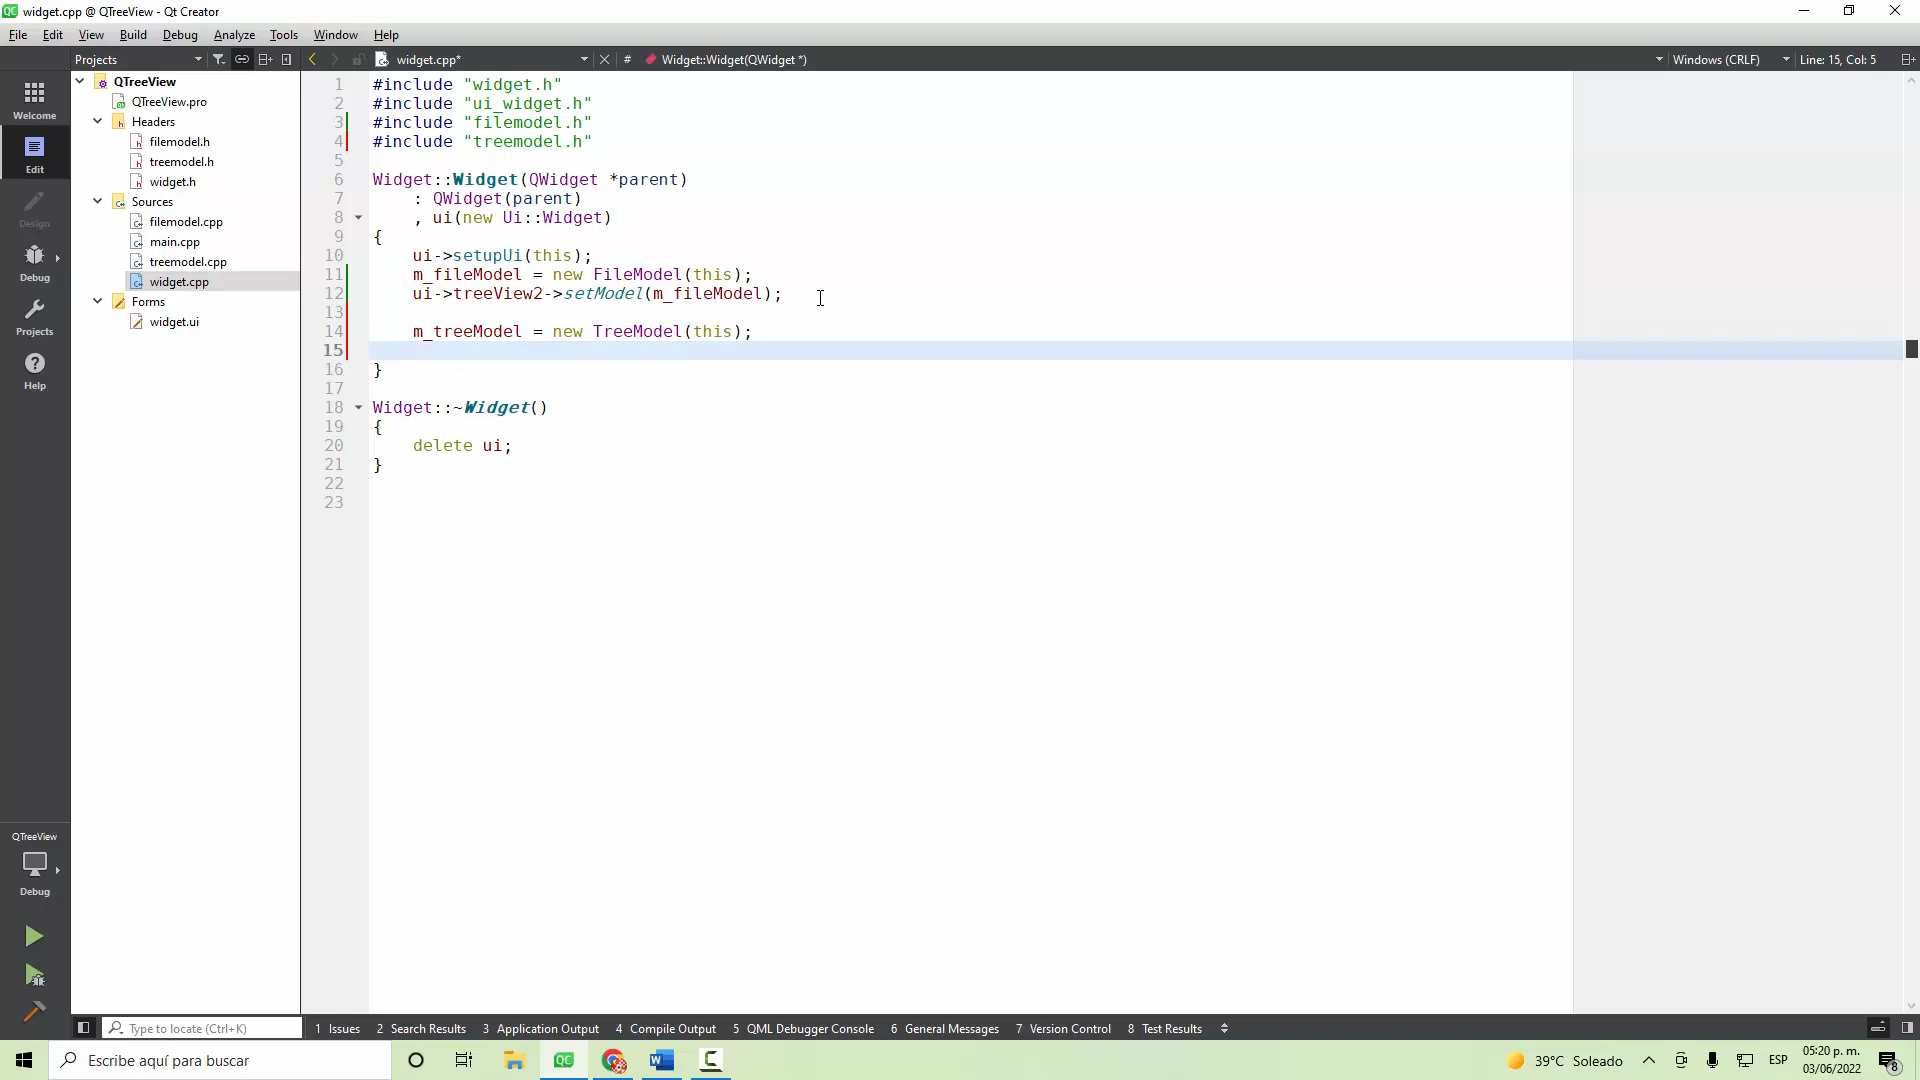 widget.cpp @ QTreeView - Qt Creator
File Edit View Build Debug Analyze Tools Window Help
Projects widget.cpp* # Widget::Widget(QWidget *) Windows (CRLF) Line: 15, Col: 5
Welcome
Edit
Design
Debug
Projects
Help
QTreeView
Debug
QTreeView
QTreeView.pro
Headers
filemodel.h
treemodel.h
widget.h
Sources
filemodel.cpp
main.cpp
treemodel.cpp
widget.cpp
Forms
widget.ui
1 #include "widget.h"
2 #include "ui_widget.h"
3 #include "filemodel.h"
4 #include "treemodel.h"
5
6 Widget::Widget(QWidget *parent)
7 : QWidget(parent)
8 , ui(new Ui::Widget)
9 {
10 ui->setupUi(this);
11 m_fileModel = new FileModel(this);
12 ui->treeView2->setModel(m_fileModel);
13
14 m_treeModel = new TreeModel(this);
15
16 }
17
18 Widget::~Widget()
19 {
20 delete ui;
21 }
22
23
Type to locate (Ctrl+K) 1 Issues 2 Search Results 3 Application Output 4 Compile Output 5 QML Debugger Console 6 General Messages 7 Version Control 8 Test Results
Escribe aquí para buscar 39°C Soleado ESP 05:20 p. m.
03/06/2022
8